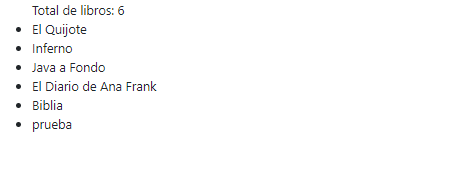 Total de libros: 6
El Quijote
Inferno
Java a Fondo
El Diario de Ana Frank
Biblia
prueba